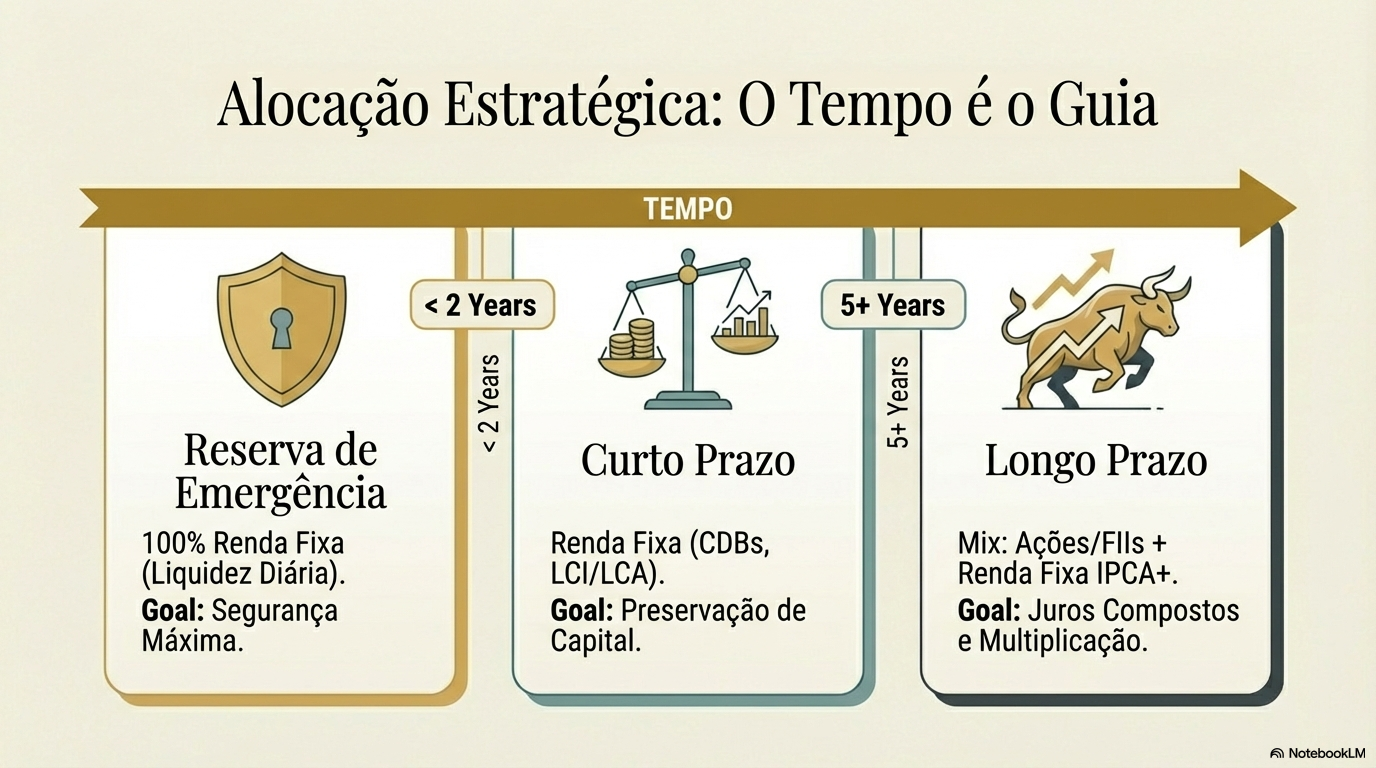 Alocação Estratégica: O Tempo é o Guia
TEMPO
Reserva de
Emergência
100% Renda Fixa
(Liquidez Diária).
Goal: Segurança
Máxima.
< 2 Years
< 2 Years
Curto Prazo
Renda Fixa (CDBs,
LCI/LCA).
Goal: Preservação de
Capital.
5+ Years
5+ Years
Longo Prazo
Mix: Ações/FIIs +
Renda Fixa IPCA+.
Goal: Juros Compostos
e Multiplicação.
NotebookLM